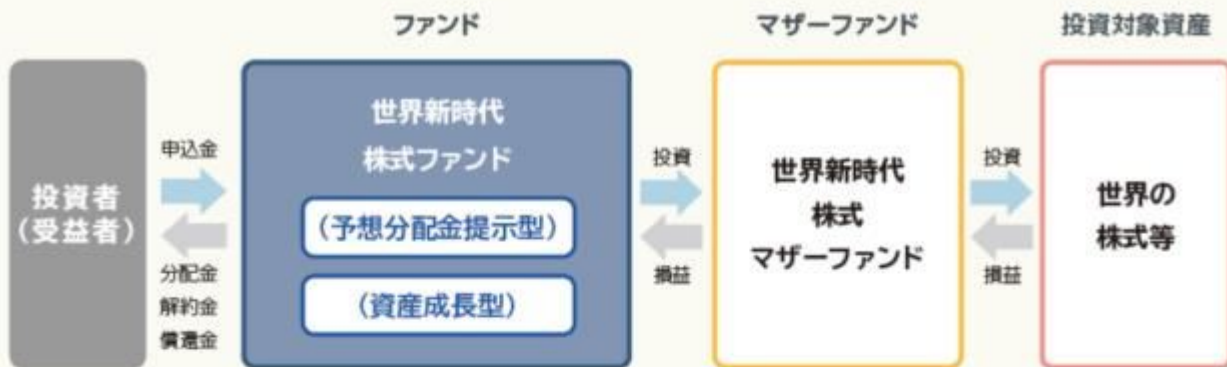 ファンド
マザーファンド
投資対象資産
投資者
(受益者)
申込金
分配金
解約金
償還金
世界新時代
株式ファンド
(予想分配金提示型)
(資産成長型)
投資
損益
世界新時代
株式
マザーファンド
投資
損益
世界の
株式等